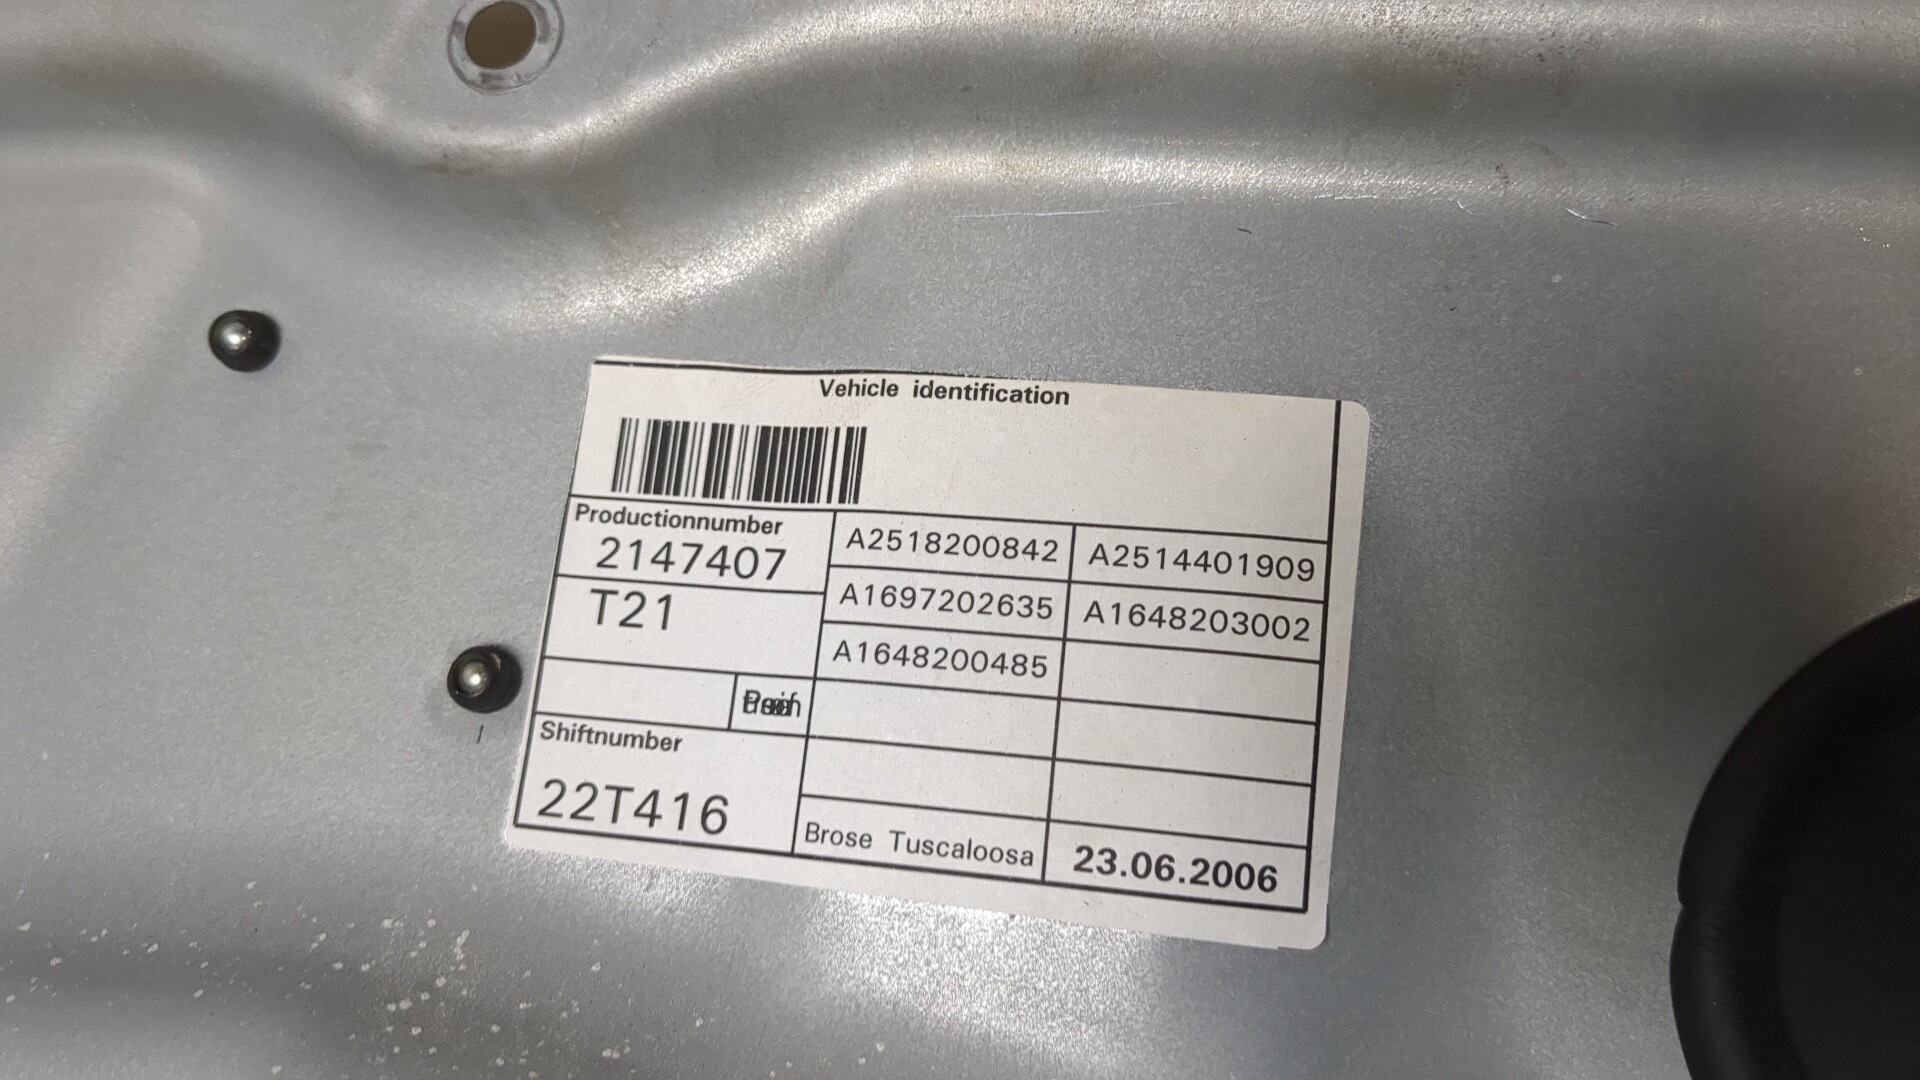 Vehicle identification
Productionnumber
2147407
T21
Shiftnumber
22T416
A2518200842 A2514401909
A1697202635 A1648203002
A1648200485
Brose Tuscaloosa 23.06.2006